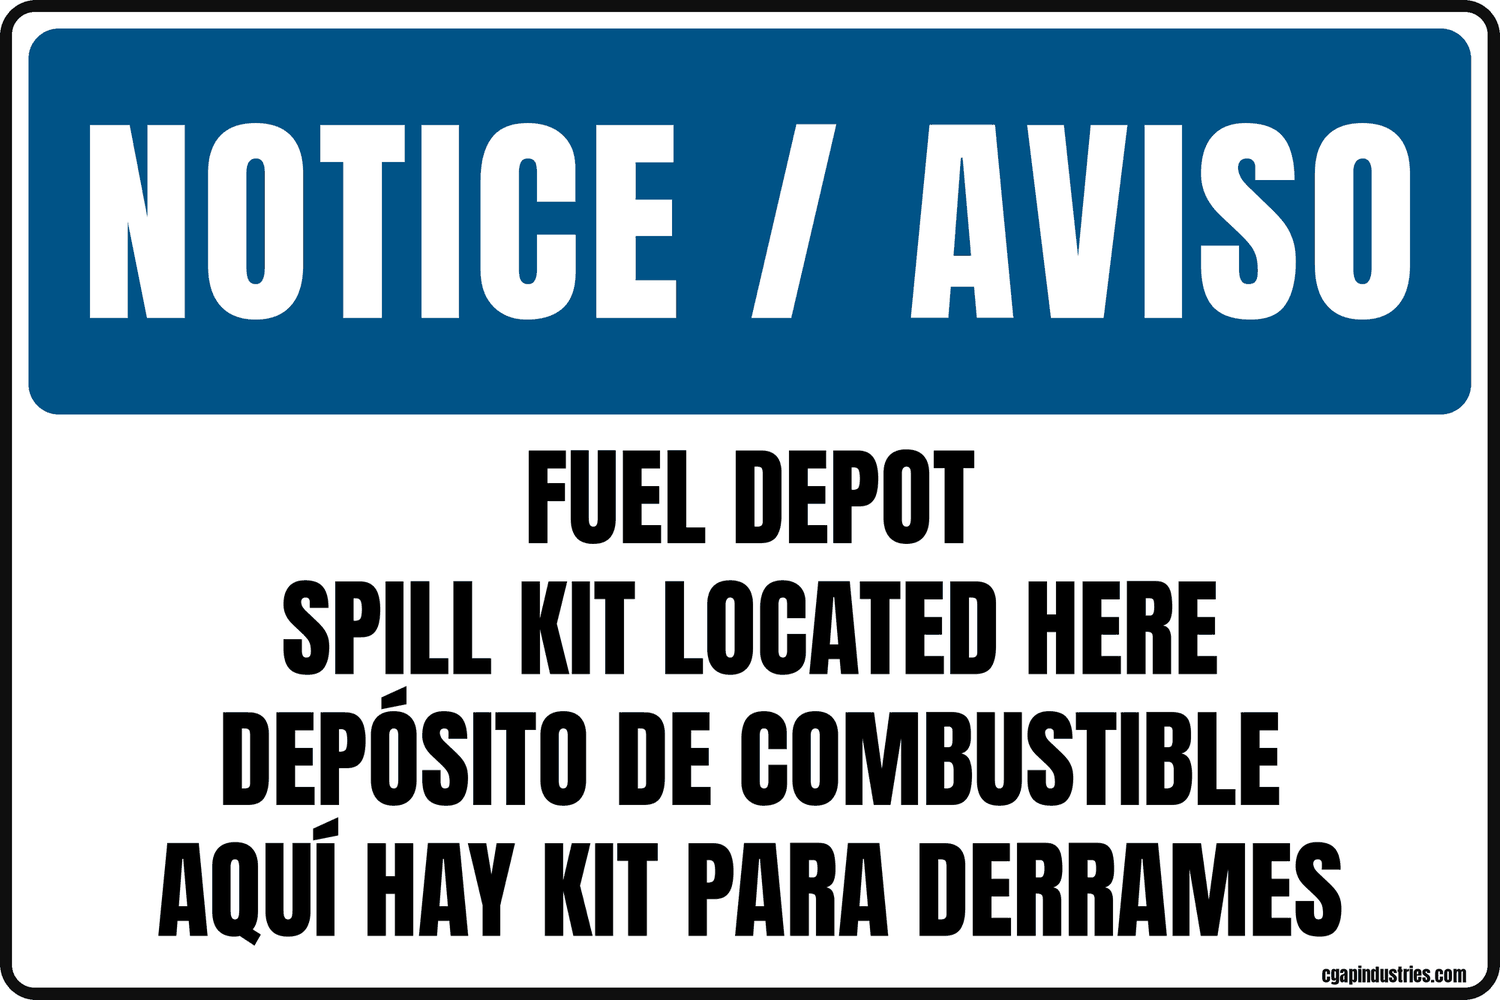 NOTICE / AVISO
FUEL DEPOT
SPILL KIT LOCATED HERE
DEPÓSITO DE COMBUSTIBLE
AQUÍ HAY KIT PARA DERRAMES
cgapindustries.com